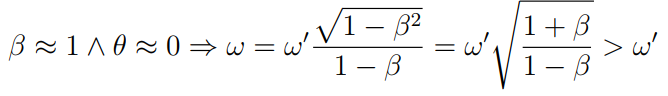 β ≈ 1 ∧ θ ≈ 0 ⇒ ω = ω′ √(1 − β²) / (1 − β) = ω′ √((1 + β) / (1 − β)) > ω′